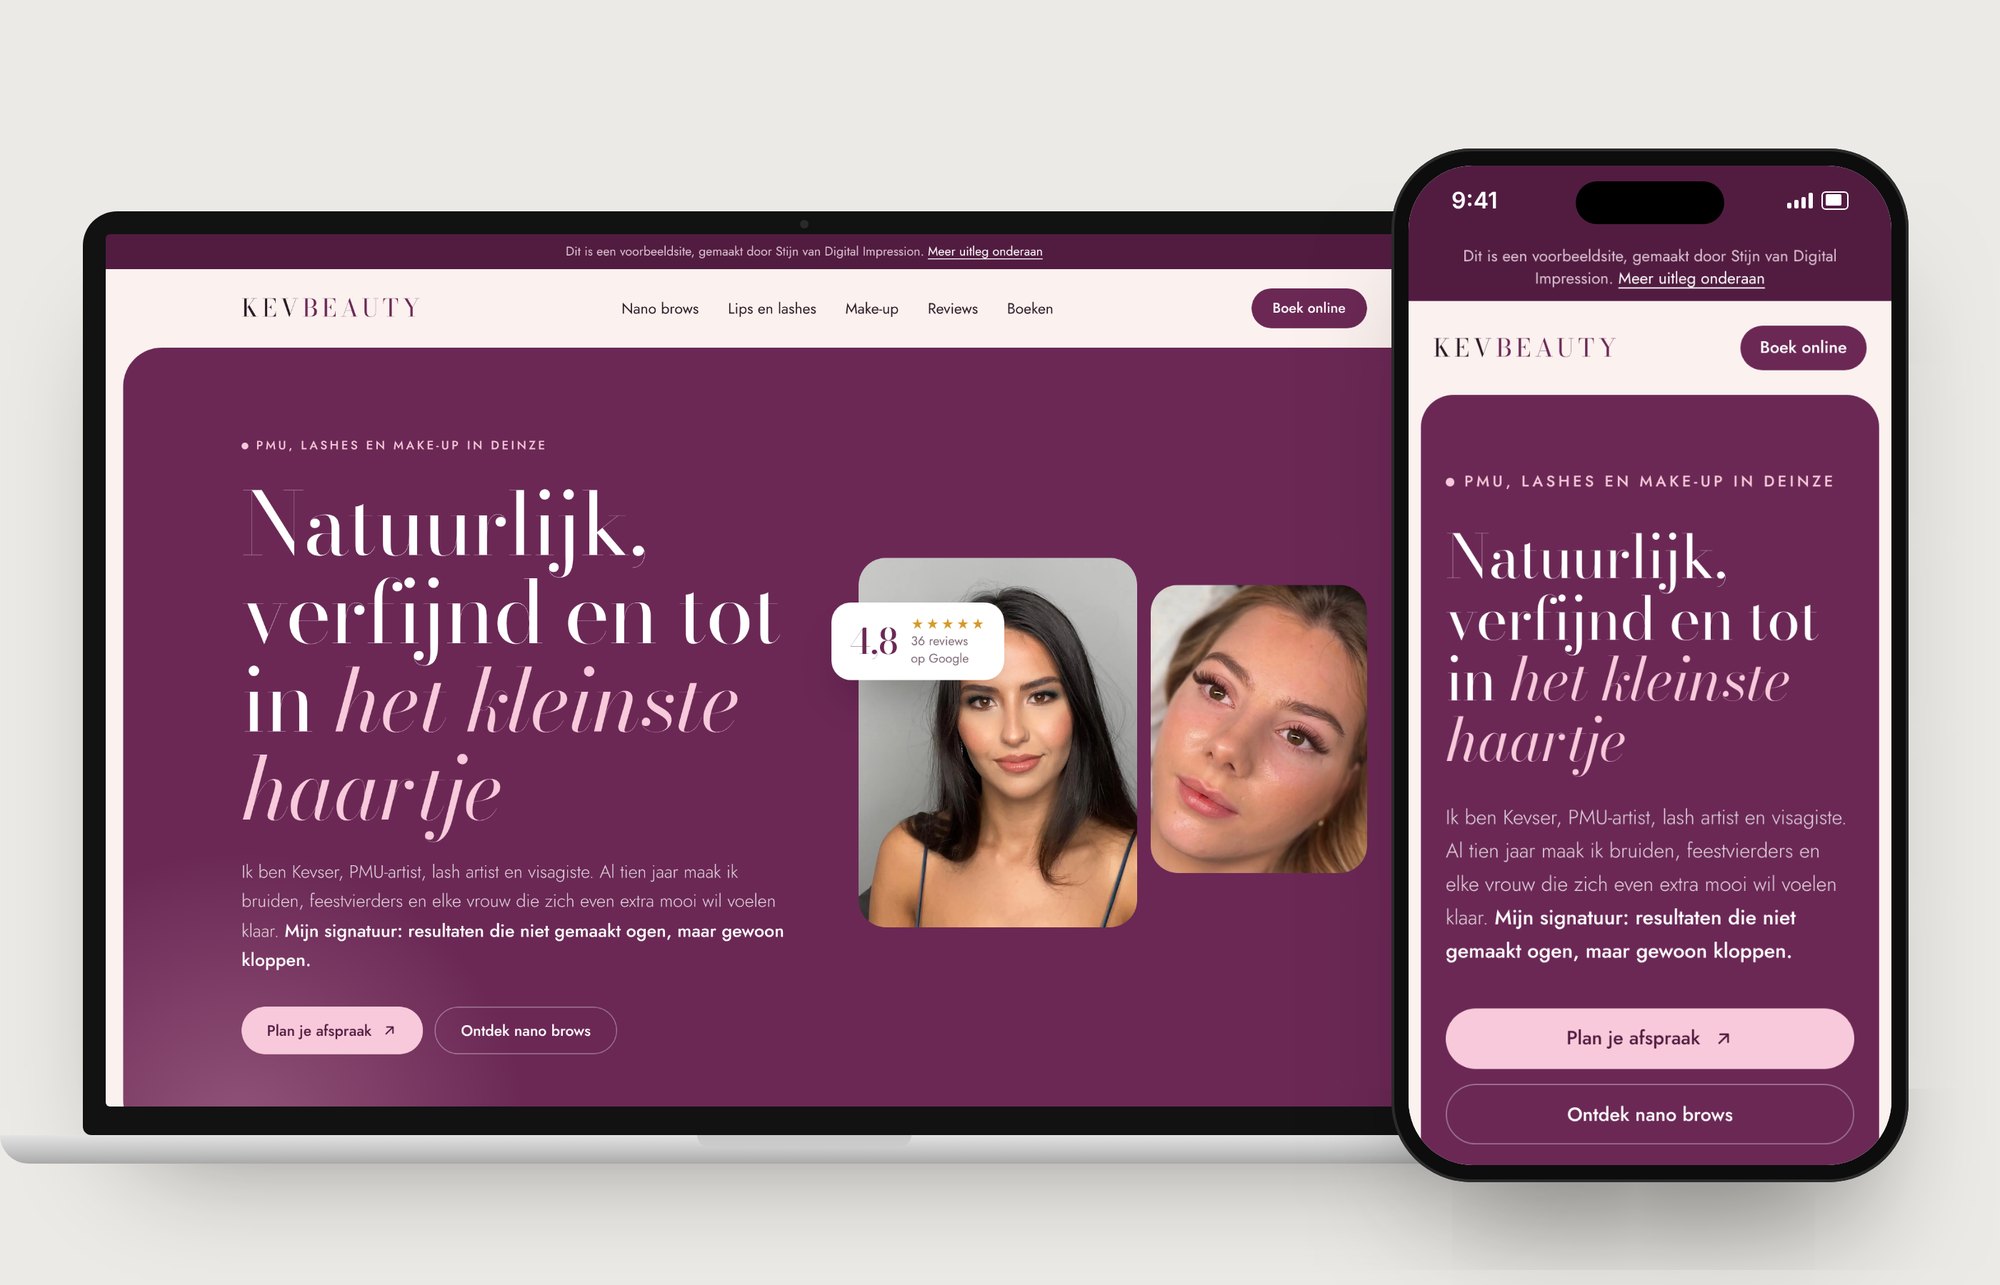 Dit is een voorbeeldsite, gemaakt door Stijn van Digital Impression. Meer uitleg onderaan
KEVBEAUTY
Nano brows
Lips en lashes
Make-up
Reviews
Boeken
Boek online
PMU, LASHES EN MAKE-UP IN DEINZE
Natuurlijk,
verfijnd en tot
in het kleinste
haartje
4.8
★★★★★
36 reviews
op Google
Ik ben Kevser, PMU-artist, lash artist en visagiste. Al tien jaar maak ik
bruiden, feestvierders en elke vrouw die zich even extra mooi wil voelen
klaar. Mijn signatuur: resultaten die niet gemaakt ogen, maar gewoon
kloppen.
Plan je afspraak ↗
Ontdek nano brows
9:41
Dit is een voorbeeldsite, gemaakt door Stijn van Digital
Impression. Meer uitleg onderaan
KEVBEAUTY
Boek online
PMU, LASHES EN MAKE-UP IN DEINZE
Natuurlijk,
verfijnd en tot
in het kleinste
haartje
Ik ben Kevser, PMU-artist, lash artist en visagiste.
Al tien jaar maak ik bruiden, feestvierders en
elke vrouw die zich even extra mooi wil voelen
klaar. Mijn signatuur: resultaten die niet
gemaakt ogen, maar gewoon kloppen.
Plan je afspraak ↗
Ontdek nano brows